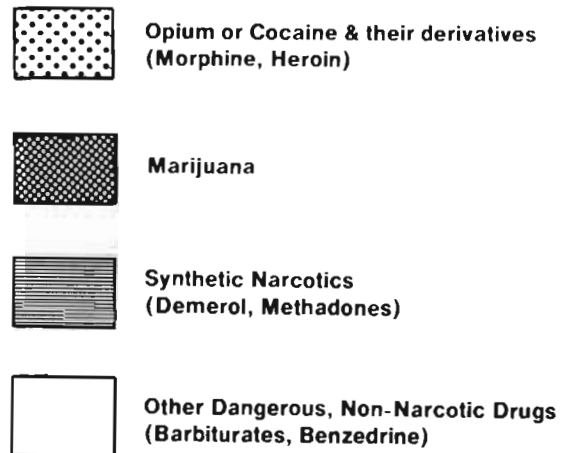 Opium or Cocaine & their derivatives
(Morphine, Heroin)
Marijuana
Synthetic Narcotics
(Demerol, Methadones)
Other Dangerous, Non-Narcotic Drugs
(Barbiturates, Benzedrine)